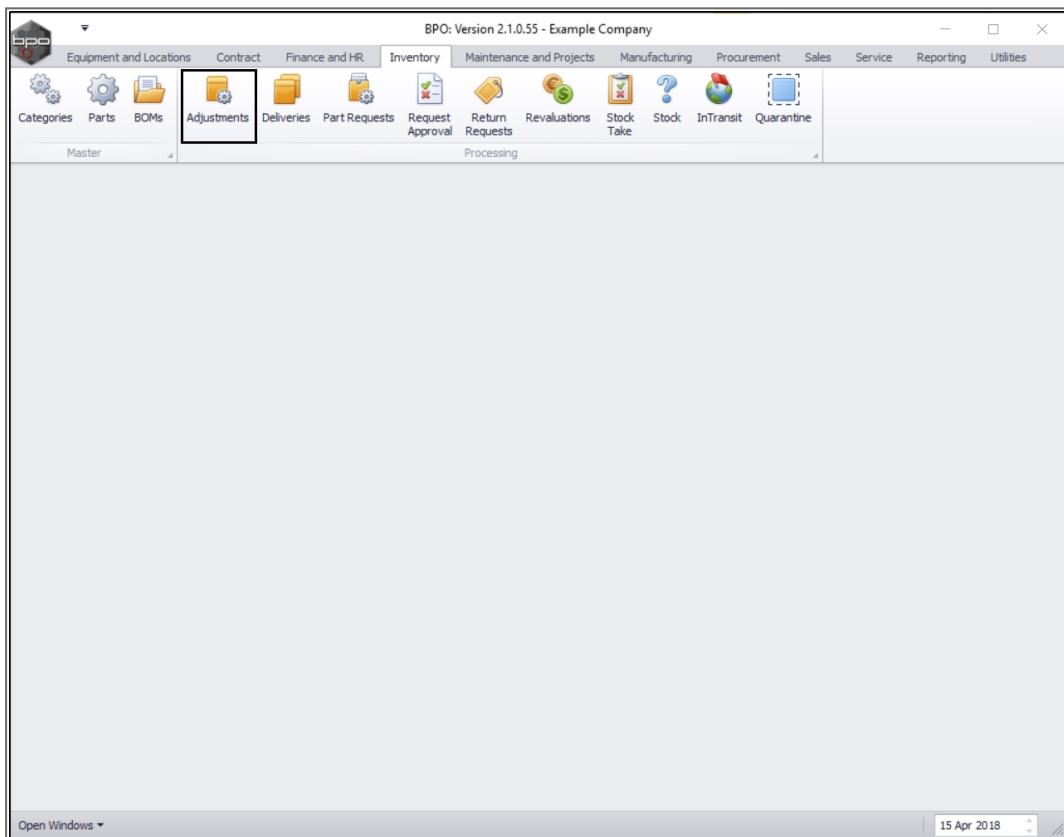 BPO: Version 2.1.0.55 - Example Company
bpo
Equipment and Locations Contract Finance and HR Inventory Maintenance and Projects Manufacturing Procurement Sales Service Reporting Utilities
Categories Parts BOMs Adjustments Deliveries Part Requests Request Return Revaluations Stock Stock InTransit Quarantine
Approval Requests Take
Master Processing
Open Windows 15 Apr 2018